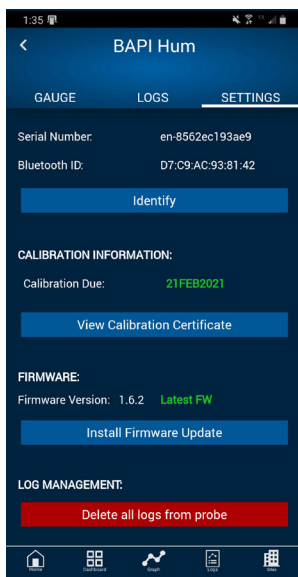 1:35
BAPI Hum
GAUGE LOGS SETTINGS
Serial Number: en-8562ec193ae9
Bluetooth ID: D7:C9:AC:93:81:42
Identify
CALIBRATION INFORMATION:
Calibration Due: 21FEB2021
View Calibration Certificate
FIRMWARE:
Firmware Version: 1.6.2 Latest FW
Install Firmware Update
LOG MANAGEMENT:
Delete all logs from probe
Home Dashboard Graph Logs Sites